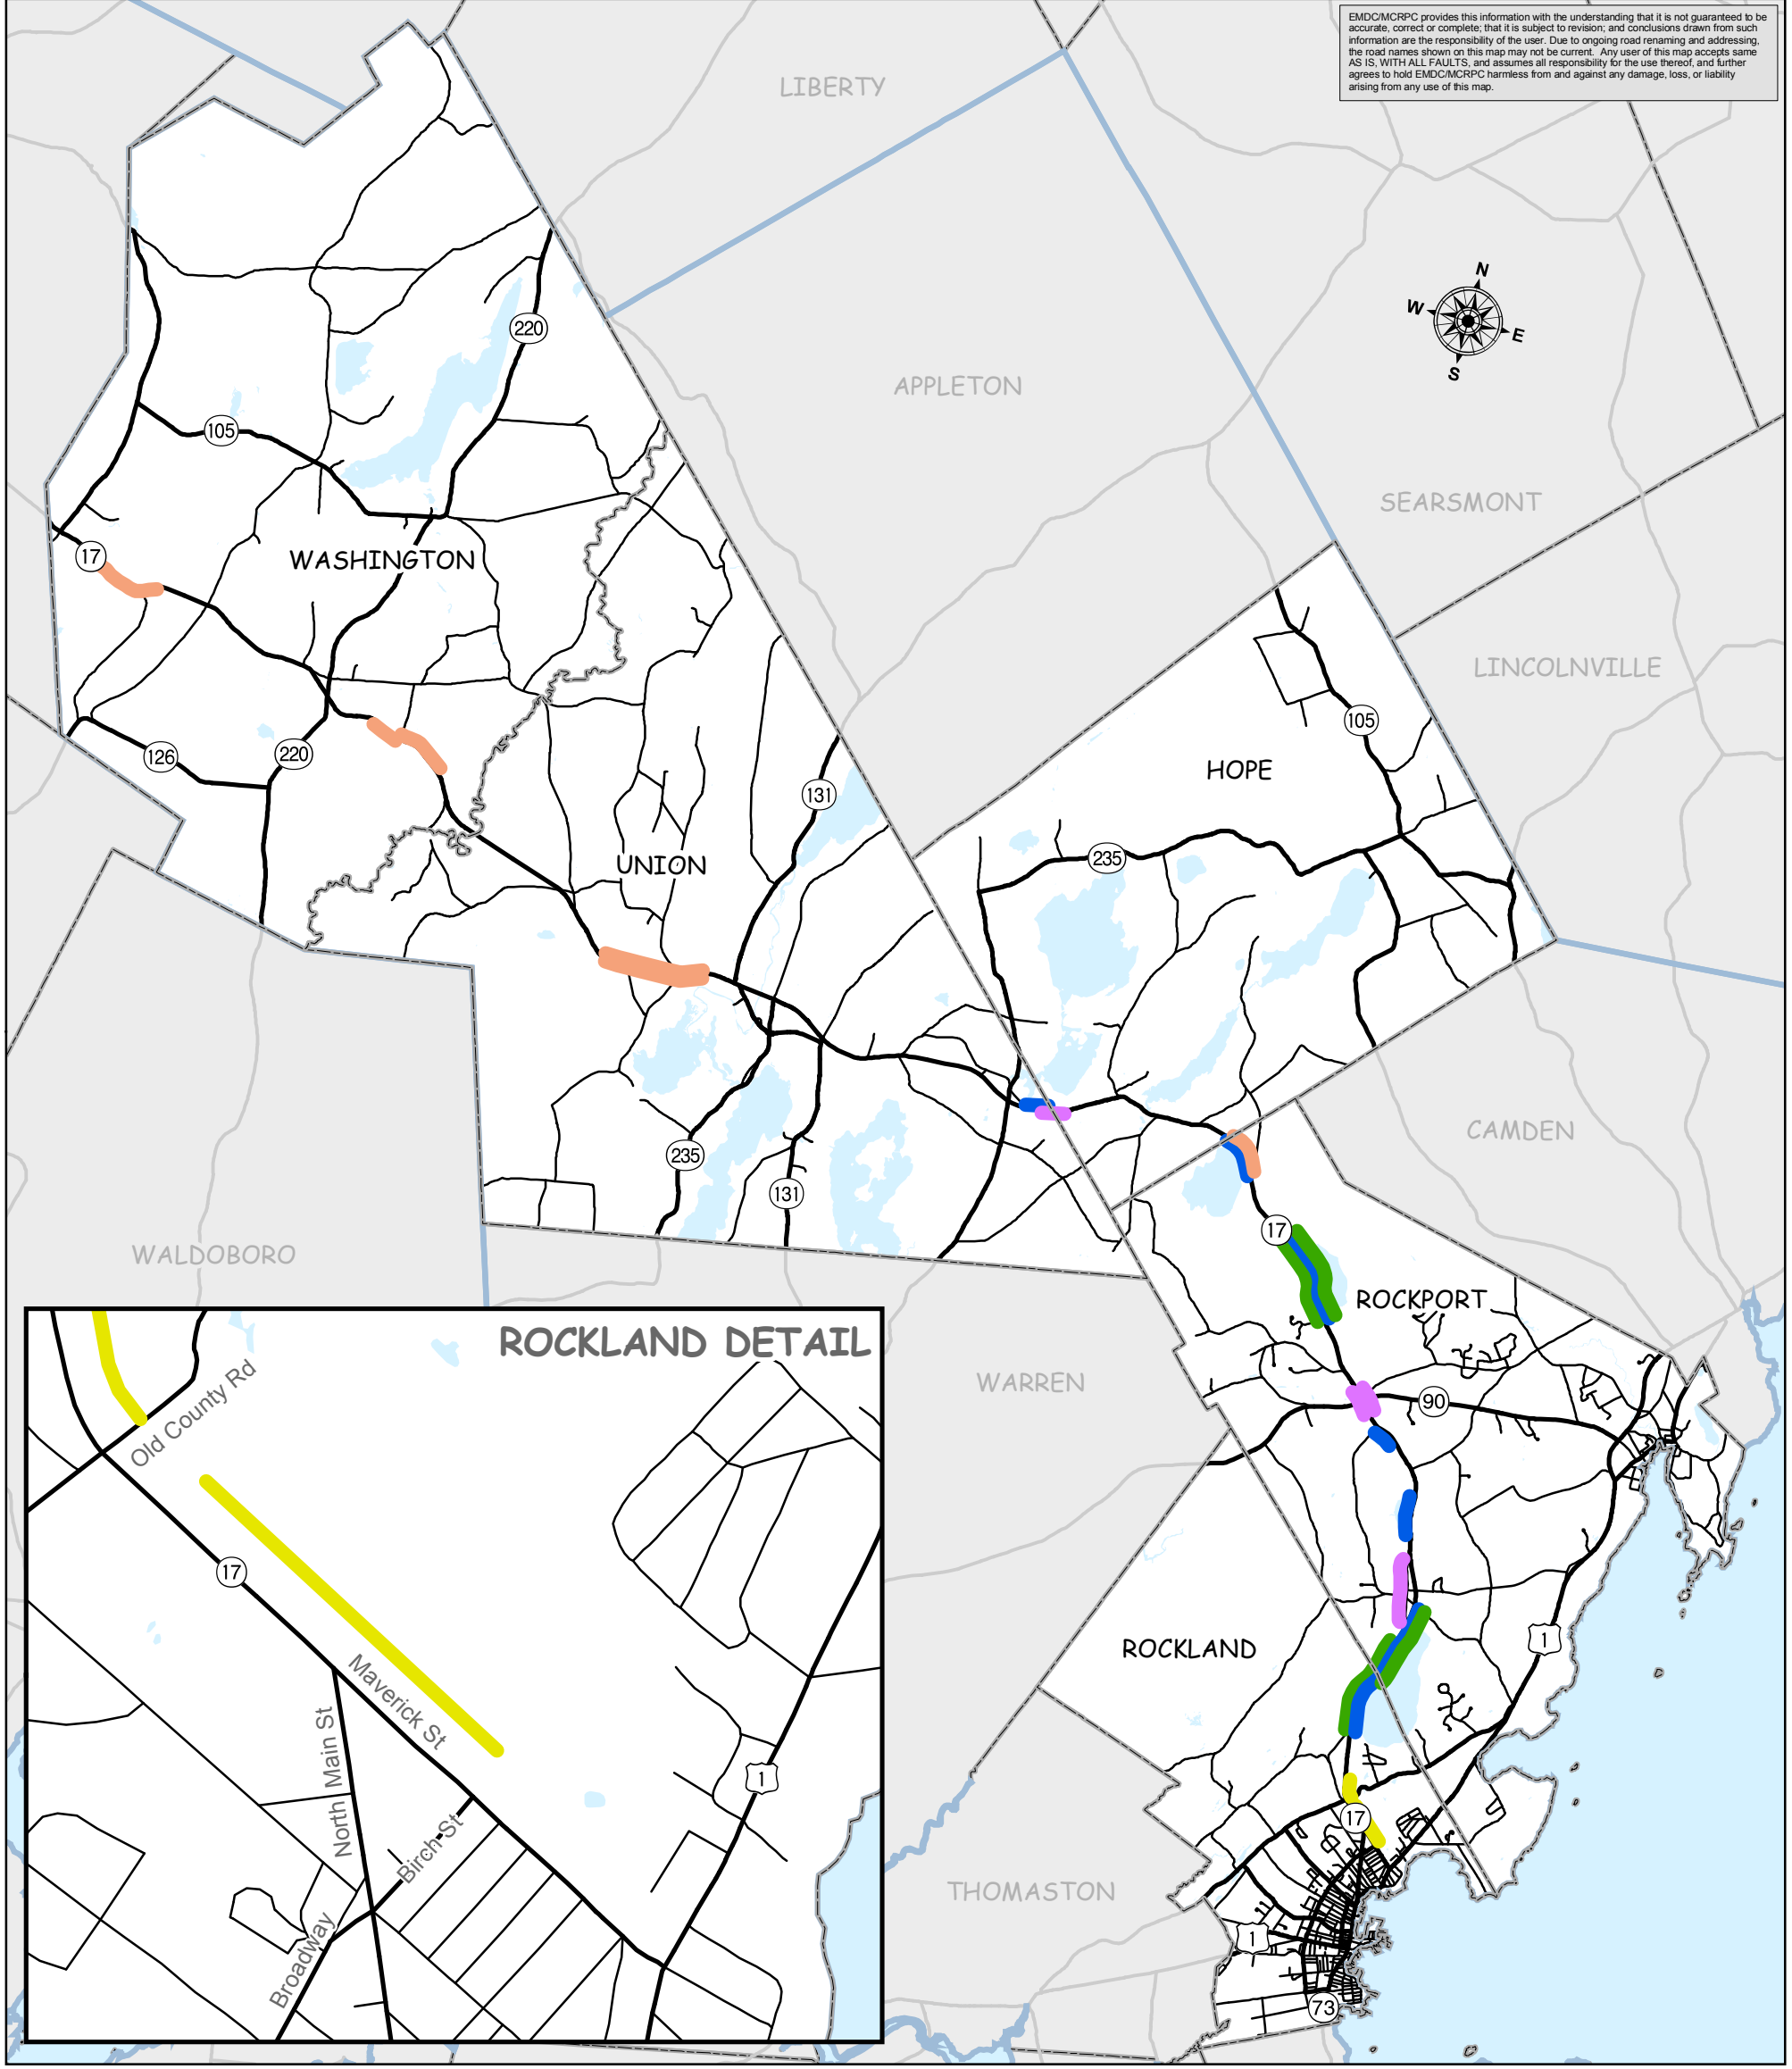 EMDC/MCRPC provides this information with the understanding that it is not guaranteed to be
accurate, correct or complete; that it is subject to revision; and conclusions drawn from such
information are the responsibility of the user. Due to ongoing road renaming and addressing,
the road names shown on this map may not be current. Any user of this map accepts same
AS IS, WITH ALL FAULTS, and assumes all responsibility for the use thereof, and further
agrees to hold EMDC/MCRPC harmless from and against any damage, loss, or liability
arising from any use of this map.
LIBERTY
N
W
E
S
220
APPLETON
105
SEARSMONT
17
WASHINGTON
LINCOLNVILLE
105
126
220
HOPE
131
235
UNION
CAMDEN
235
131
17
WALDOBORO
ROCKPORT
ROCKLAND DETAIL
WARREN
90
Old County Rd
17
ROCKLAND
1
Maverick St
North Main St
1
17
Birch St
THOMASTON
Broadway
1
73